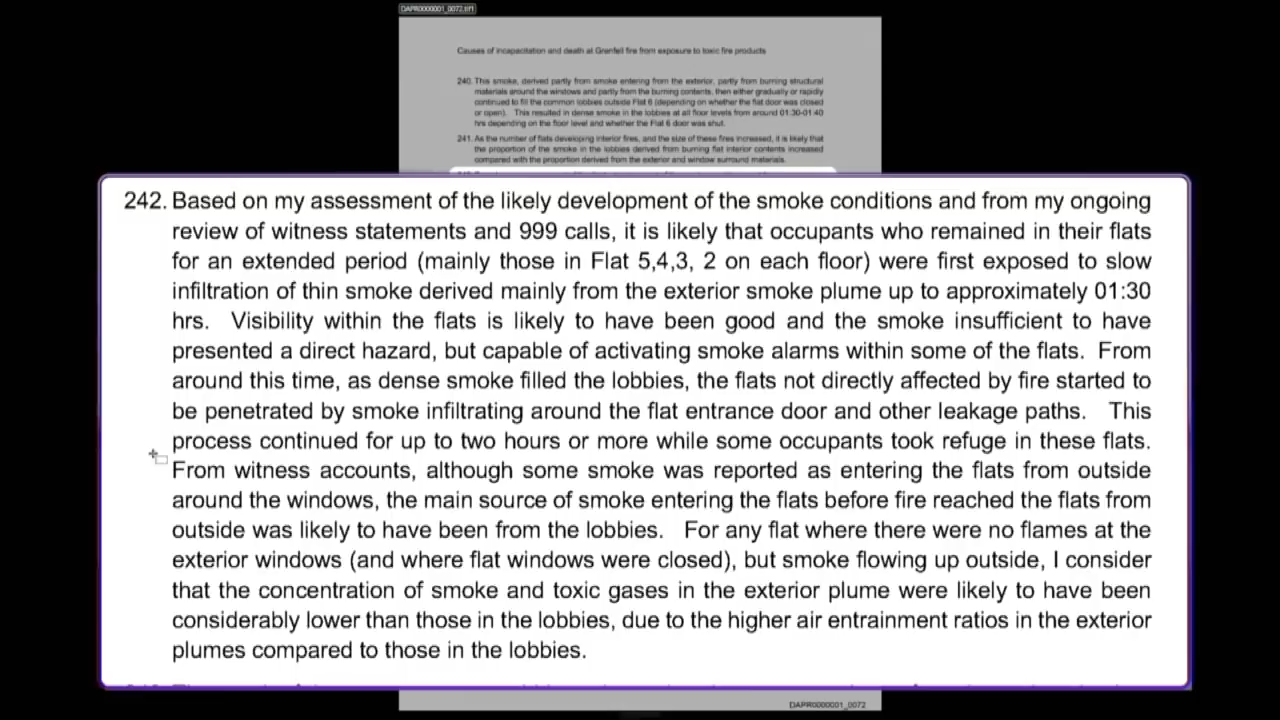 DAPR0000001_0072.tif1
Causes of incapacitation and death at Grenfell fire from exposure to toxic fire products
240. This smoke, derived partly from smoke entering from the exterior, partly from burning structural
materials around the windows and partly from the burning contents, then either gradually or rapidly
continued to fill the common lobbies outside Flat 6 (depending on whether the flat door was closed
or open). This resulted in dense smoke in the lobbies at all floor levels from around 01:30-01:40
hrs depending on the floor level and whether the Flat 6 door was shut.
241. As the number of flats developing interior fires, and the size of these fires increased, it is likely that
the proportion of the smoke in the lobbies derived from burning flat interior contents increased
compared with the proportion derived from the exterior and window surround materials.
242. Based on my assessment of the likely development of the smoke conditions and from my ongoing
review of witness statements and 999 calls, it is likely that occupants who remained in their flats
for an extended period (mainly those in Flat 5,4,3, 2 on each floor) were first exposed to slow
infiltration of thin smoke derived mainly from the exterior smoke plume up to approximately 01:30
hrs. Visibility within the flats is likely to have been good and the smoke insufficient to have
presented a direct hazard, but capable of activating smoke alarms within some of the flats. From
around this time, as dense smoke filled the lobbies, the flats not directly affected by fire started to
be penetrated by smoke infiltrating around the flat entrance door and other leakage paths. This
process continued for up to two hours or more while some occupants took refuge in these flats.
From witness accounts, although some smoke was reported as entering the flats from outside
around the windows, the main source of smoke entering the flats before fire reached the flats from
outside was likely to have been from the lobbies. For any flat where there were no flames at the
exterior windows (and where flat windows were closed), but smoke flowing up outside, I consider
that the concentration of smoke and toxic gases in the exterior plume were likely to have been
considerably lower than those in the lobbies, due to the higher air entrainment ratios in the exterior
plumes compared to those in the lobbies.
DAPR0000001_0072